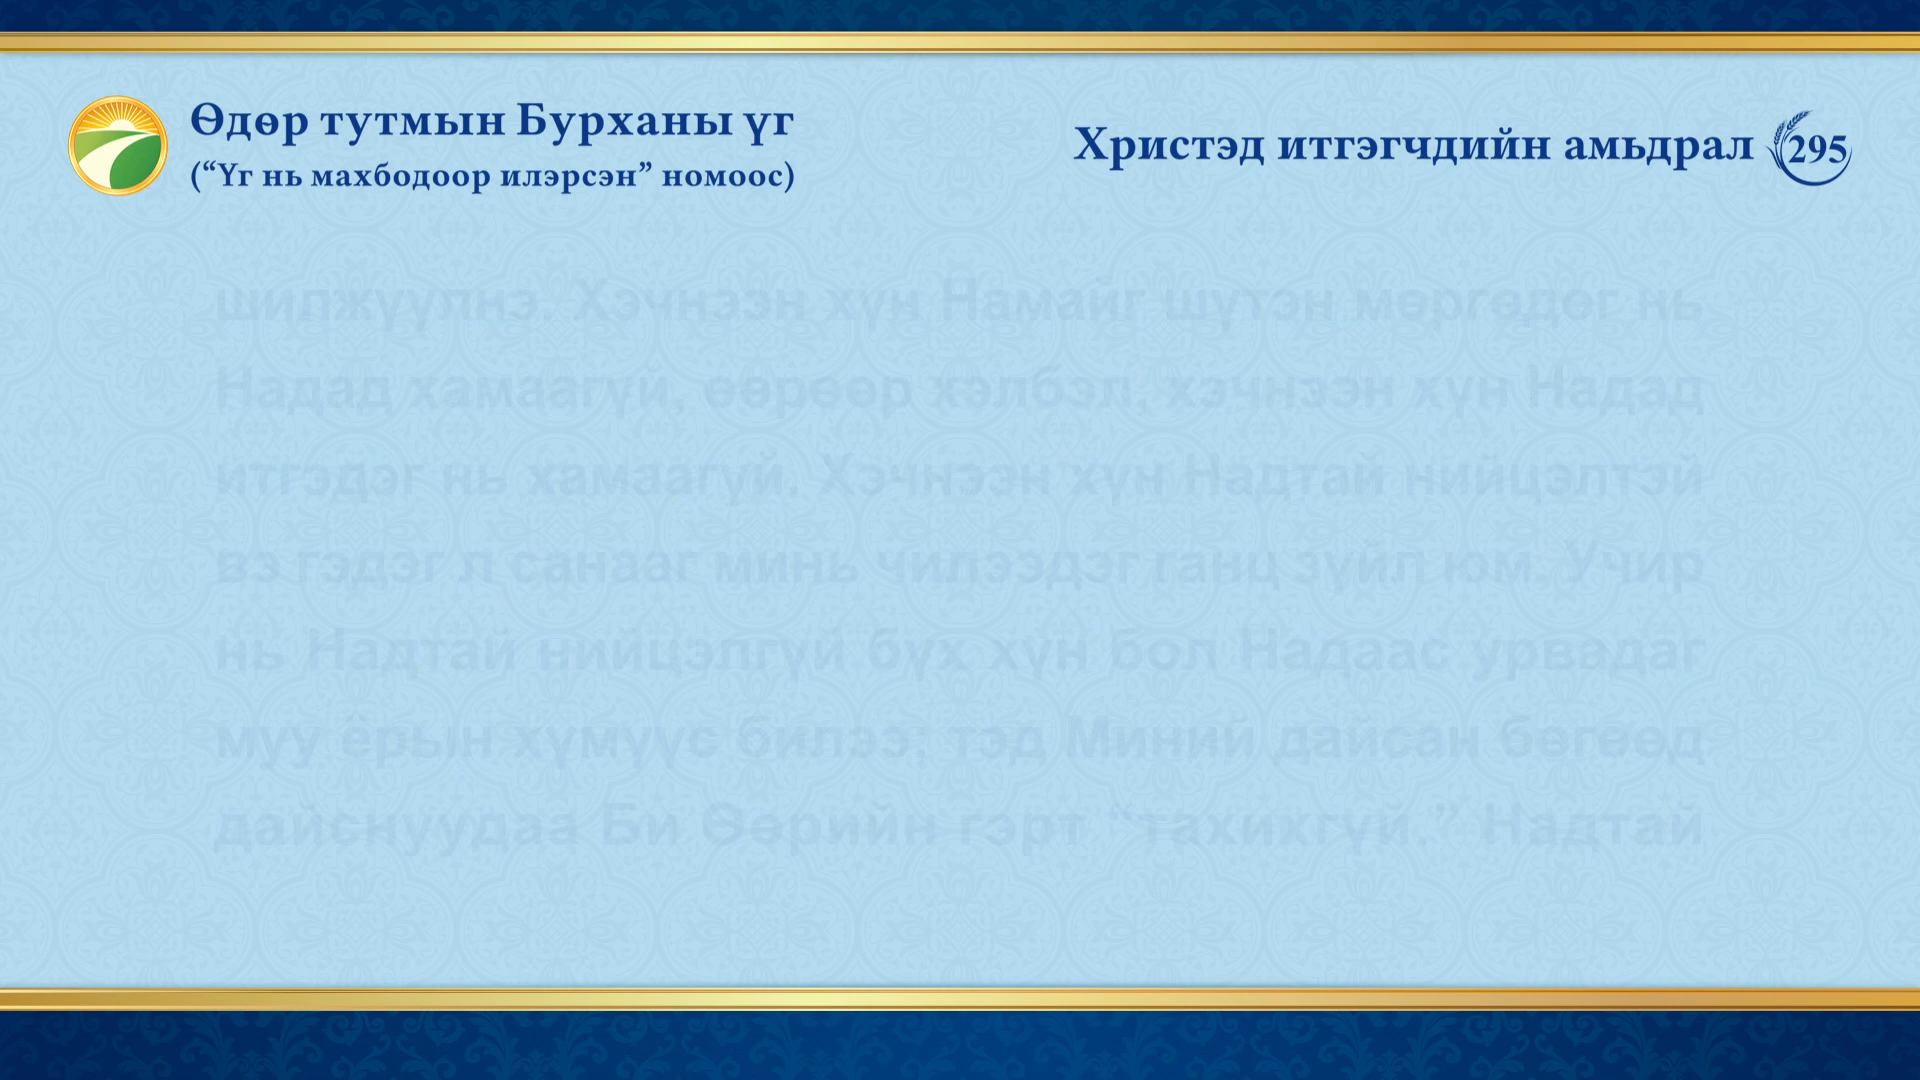 Өдөр тутмын Бурханы үг
(“Үг нь махбодоор илэрсэн” номоос)
Христэд итгэгчдийн амьдрал 295
шилжүүлнэ. Хэчнээн хүн Намайг шүтэн мөргөдөг нь
Надад хамаагүй, өөрөөр хэлбэл, хэчнээн хүн Надад
итгэдэг нь хамаагүй. Хэчнээн хүн Надтай нийцэлтэй
вэ гэдэг л санааг минь чилээдэг ганц зүйл юм. Учир
нь Надтай нийцэлгүй бүх хүн бол Надаас урвадаг
муу ёрын хүмүүс билээ; тэд Миний дайсан бөгөөд
дайснуудаа Би Өөрийн гэрт “тахихгүй.” Надтай